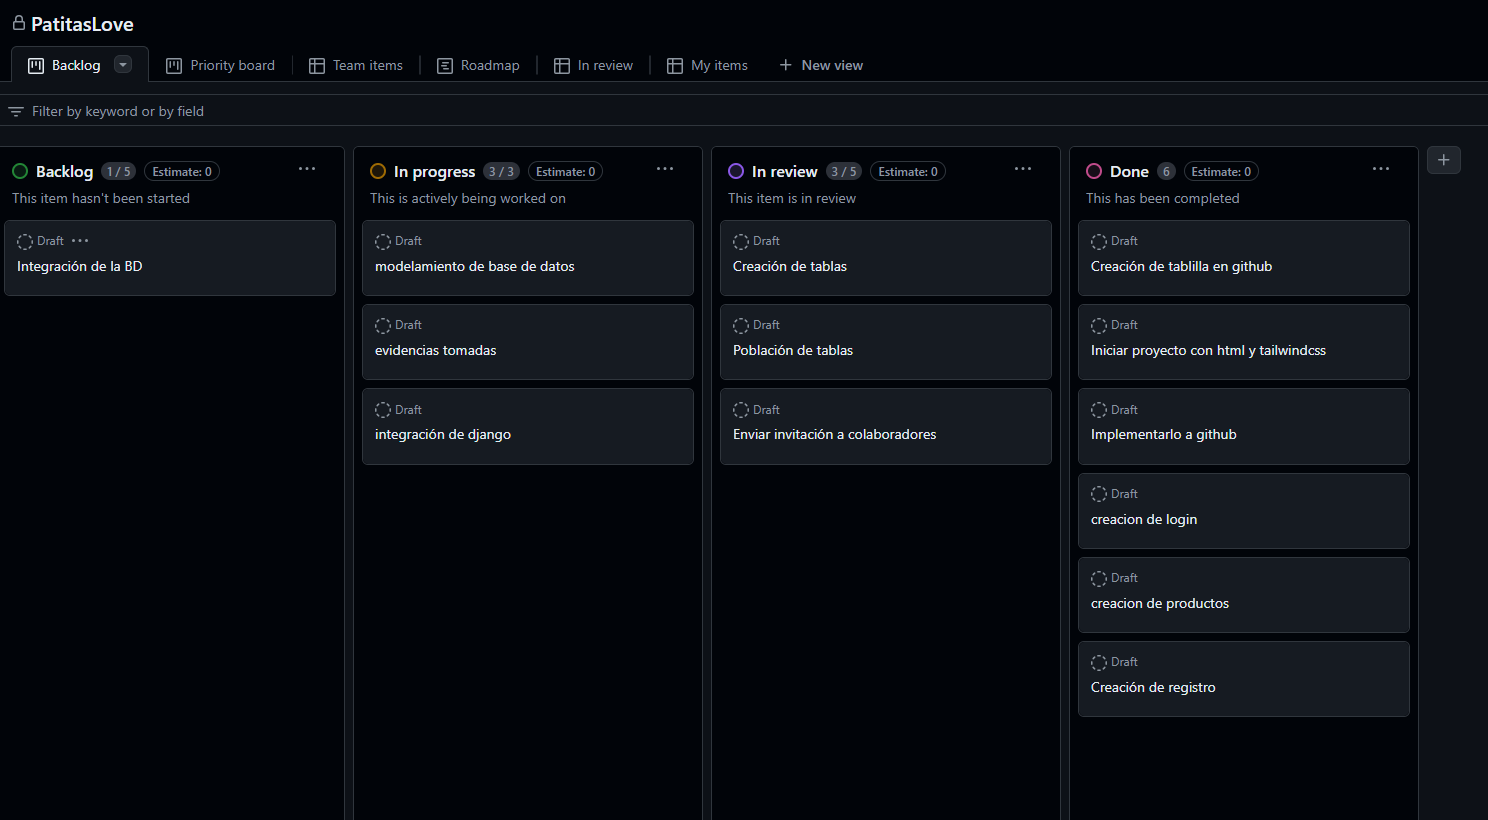 PatitasLove
Backlog
Priority board
Team items
Roadmap
In review
My items
New view
Filter by keyword or by field
Backlog 1 / 5 Estimate: 0
This item hasn't been started
Draft
Integración de la BD
In progress 3 / 3 Estimate: 0
This is actively being worked on
Draft
modelamiento de base de datos
Draft
evidencias tomadas
Draft
integración de django
In review 3 / 5 Estimate: 0
This item is in review
Draft
Creación de tablas
Draft
Población de tablas
Draft
Enviar invitación a colaboradores
Done 6 Estimate: 0
This has been completed
Draft
Creación de tablilla en github
Draft
Iniciar proyecto con html y tailwindcss
Draft
Implementarlo a github
Draft
creacion de login
Draft
creacion de productos
Draft
Creación de registro